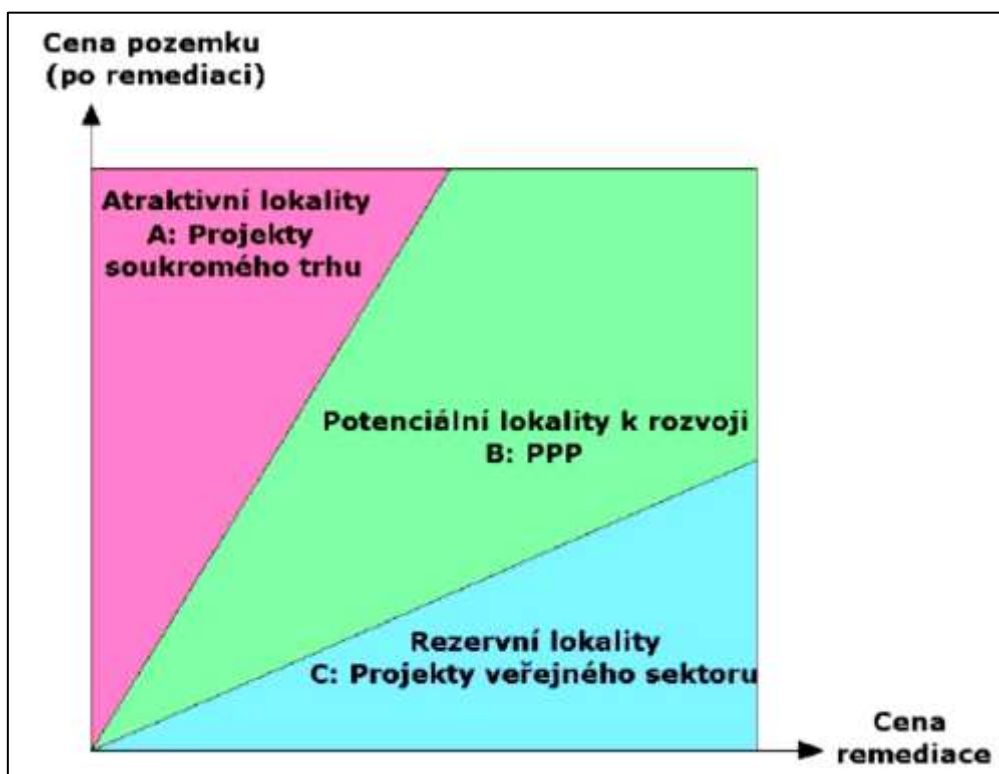 Cena pozemku
(po remediaci)
Atraktivní lokality
A: Projekty
soukromého trhu
Potenciální lokality k rozvoji
B: PPP
Rezervní lokality
C: Projekty veřejného sektoru
Cena
remediace